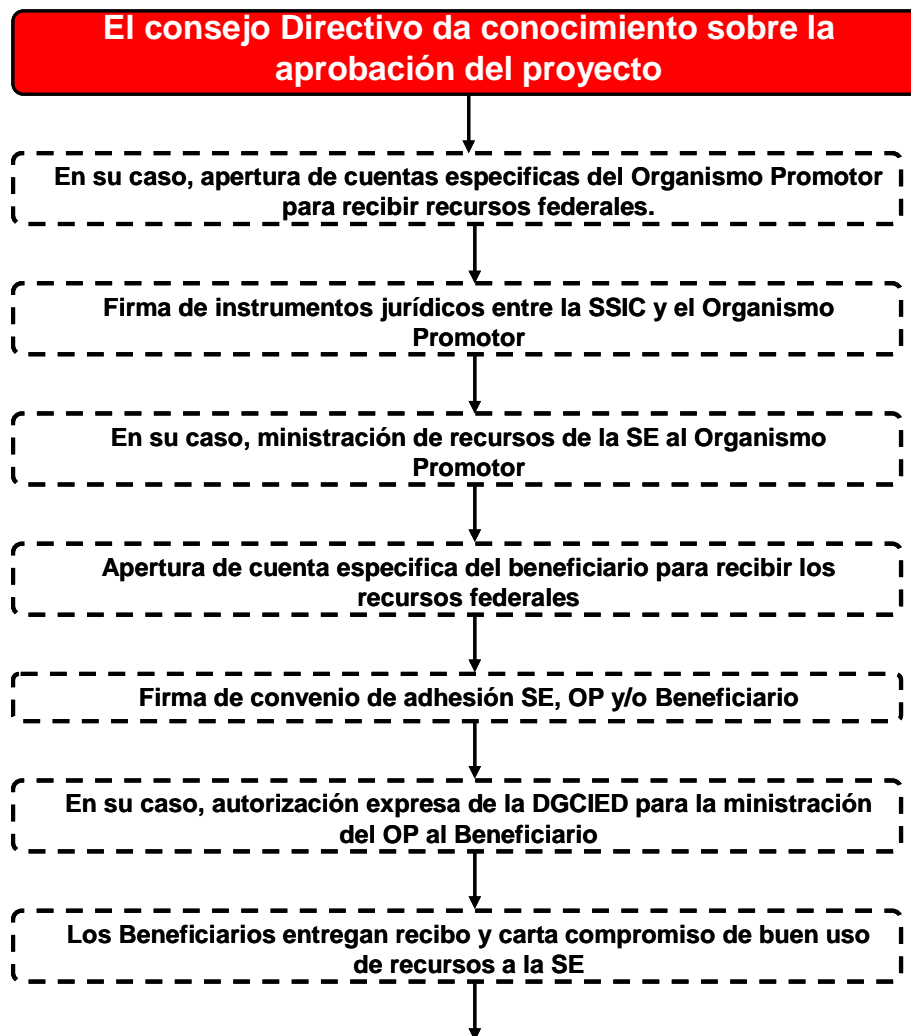 El consejo Directivo da conocimiento sobre la
aprobación del proyecto
En su caso, apertura de cuentas especificas del Organismo Promotor
para recibir recursos federales.
Firma de instrumentos jurídicos entre la SSIC y el Organismo
Promotor
En su caso, ministración de recursos de la SE al Organismo
Promotor
Apertura de cuenta especifica del beneficiario para recibir los
recursos federales
Firma de convenio de adhesión SE, OP y/o Beneficiario
En su caso, autorización expresa de la DGCIED para la ministración
del OP al Beneficiario
Los Beneficiarios entregan recibo y carta compromiso de buen uso
de recursos a la SE